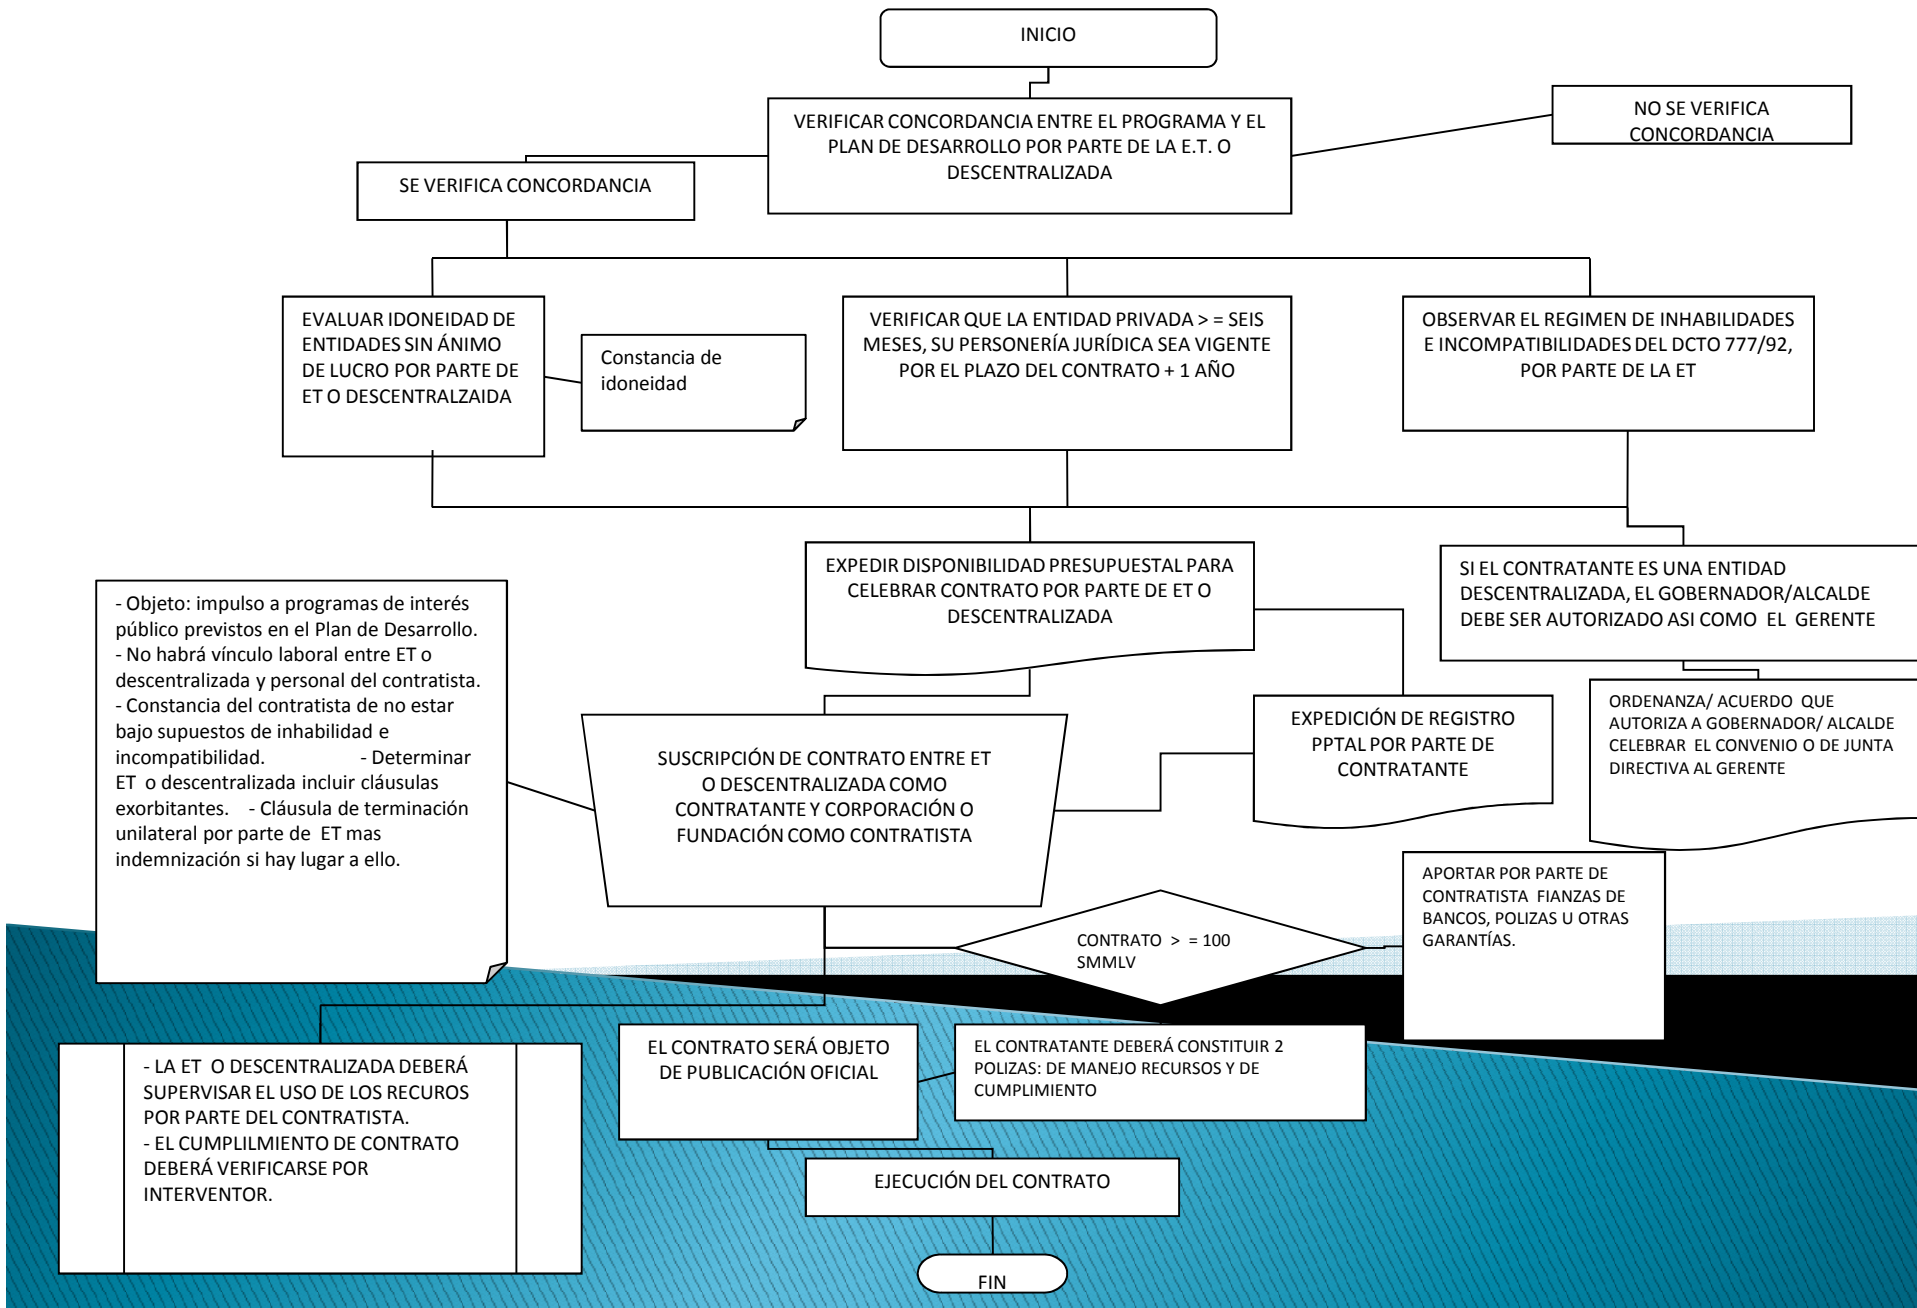 INICIO
VERIFICAR CONCORDANCIA ENTRE EL PROGRAMA Y EL
PLAN DE DESARROLLO POR PARTE DE LA E.T. O
DESCENTRALIZADA
NO SE VERIFICA
CONCORDANCIA
SE VERIFICA CONCORDANCIA
EVALUAR IDONEIDAD DE
ENTIDADES SIN ÁNIMO
DE LUCRO POR PARTE DE
ET O DESCENTRALZAIDA
Constancia de
idoneidad
VERIFICAR QUE LA ENTIDAD PRIVADA > = SEIS
MESES, SU PERSONERÍA JURÍDICA SEA VIGENTE
POR EL PLAZO DEL CONTRATO + 1 AÑO
OBSERVAR EL REGIMEN DE INHABILIDADES
E INCOMPATIBILIDADES DEL DCTO 777/92,
POR PARTE DE LA ET
EXPEDIR DISPONIBILIDAD PRESUPUESTAL PARA
CELEBRAR CONTRATO POR PARTE DE ET O
DESCENTRALIZADA
SI EL CONTRATANTE ES UNA ENTIDAD
DESCENTRALIZADA, EL GOBERNADOR/ALCALDE
DEBE SER AUTORIZADO ASI COMO EL GERENTE
- Objeto: impulso a programas de interés
público previstos en el Plan de Desarrollo.
- No habrá vínculo laboral entre ET o
descentralizada y personal del contratista.
- Constancia del contratista de no estar
bajo supuestos de inhabilidad e
incompatibilidad. - Determinar
ET o descentralizada incluir cláusulas
exorbitantes. - Cláusula de terminación
unilateral por parte de ET mas
indemnización si hay lugar a ello.
SUSCRIPCIÓN DE CONTRATO ENTRE ET
O DESCENTRALIZADA COMO
CONTRATANTE Y CORPORACIÓN O
FUNDACIÓN COMO CONTRATISTA
EXPEDICIÓN DE REGISTRO
PPTAL POR PARTE DE
CONTRATANTE
ORDENANZA/ ACUERDO QUE
AUTORIZA A GOBERNADOR/ ALCALDE
CELEBRAR EL CONVENIO O DE JUNTA
DIRECTIVA AL GERENTE
CONTRATO > = 100
SMMLV
APORTAR POR PARTE DE
CONTRATISTA FIANZAS DE
BANCOS, POLIZAS U OTRAS
GARANTÍAS.
- LA ET O DESCENTRALIZADA DEBERÁ
SUPERVISAR EL USO DE LOS RECUROS
POR PARTE DEL CONTRATISTA.
- EL CUMPLILMIENTO DE CONTRATO
DEBERÁ VERIFICARSE POR
INTERVENTOR.
EL CONTRATO SERÁ OBJETO
DE PUBLICACIÓN OFICIAL
EL CONTRATANTE DEBERÁ CONSTITUIR 2
POLIZAS: DE MANEJO RECURSOS Y DE
CUMPLIMIENTO
EJECUCIÓN DEL CONTRATO
FIN